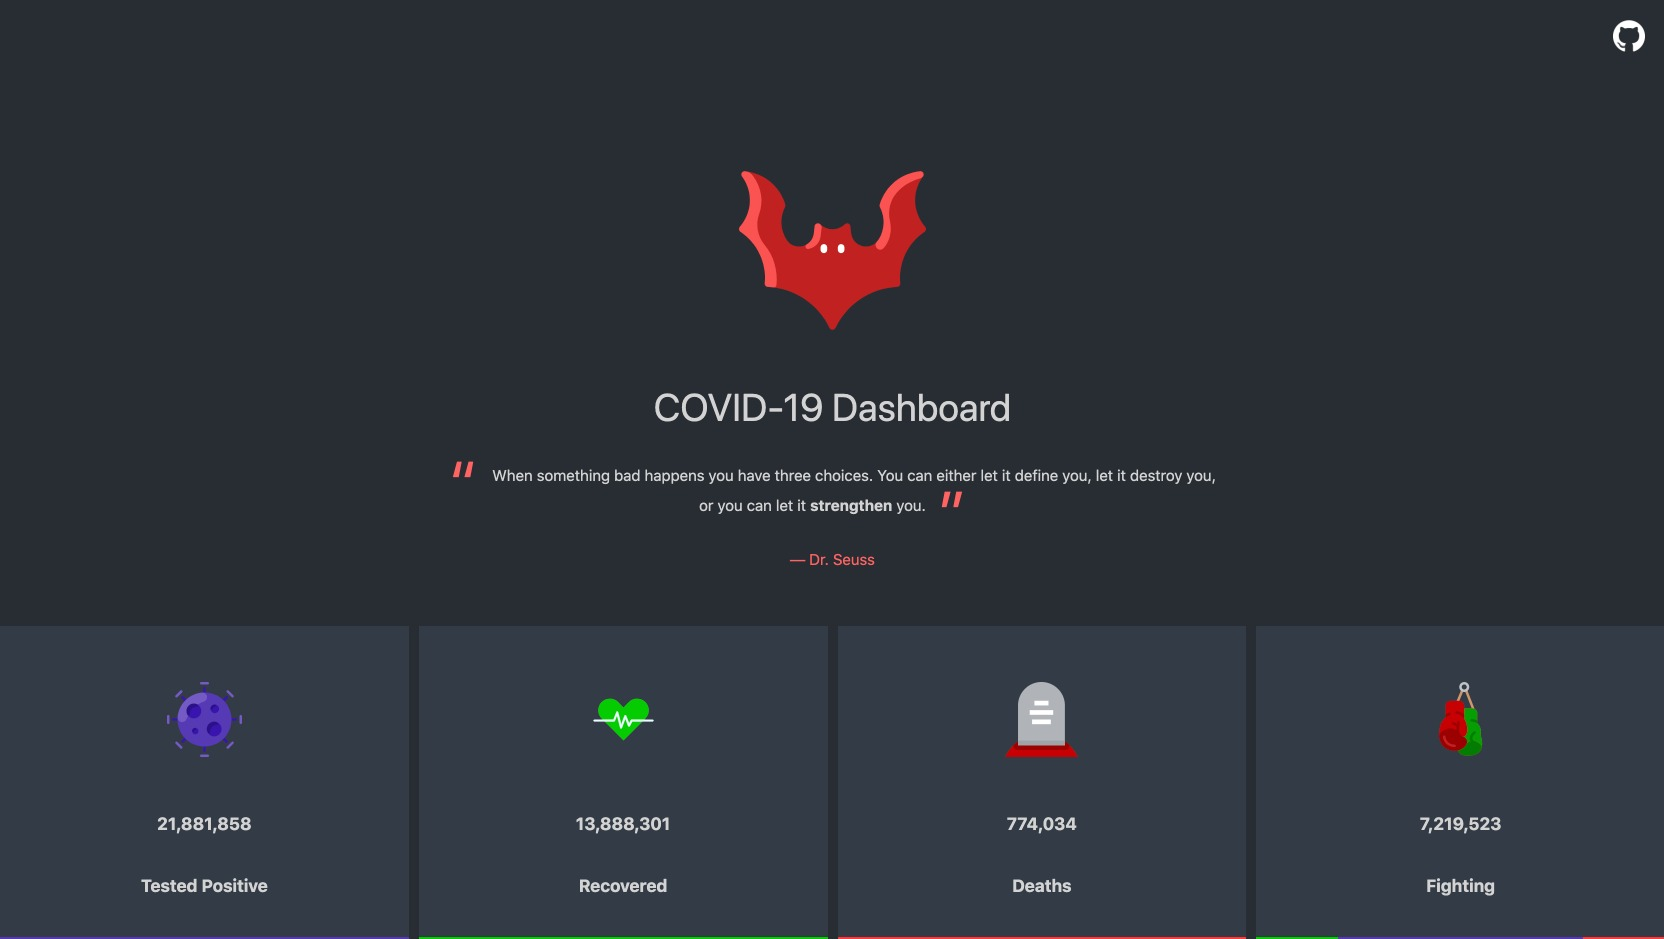 COVID-19 Dashboard
" When something bad happens you have three choices. You can either let it define you, let it destroy you,
or you can let it strengthen you. "
— Dr. Seuss
21,881,858
Tested Positive
13,888,301
Recovered
774,034
Deaths
7,219,523
Fighting